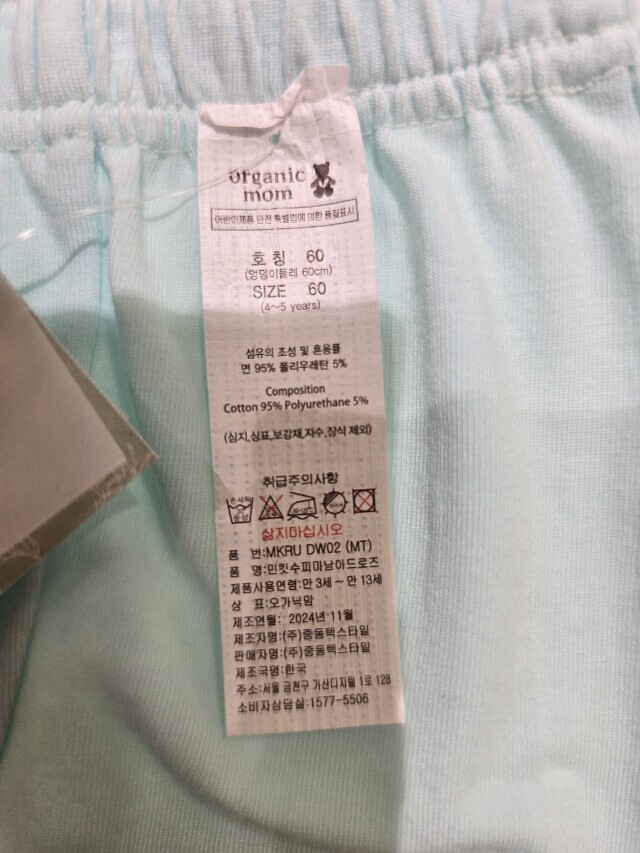 organic
mom
어린이제품 안전 특별법에 의한 품질표시
호 칭 60
(엉덩이둘레 60cm)
SIZE 60
(4~5 years)
섬유의 조성 및 혼용률
면 95% 폴리우레탄 5%
Composition
Cotton 95% Polyurethane 5%
(심지,상표,보강재,자수,장식 제외)
취급주의사항
손세탁
삶지마십시오
품 번:MKRU DW02 (MT)
품 명:민킷수피마남아드로즈
제품사용연령:만 3세 ~ 만 13세
상 표:오가닉맘
제조연월: 2024년 11월
제조자명:(주)중동텍스타일
판매자명:(주)중동텍스타일
제조국명:한국
주소:서울 금천구 가산디지털 1로 128
소비자상담실:1577-5506